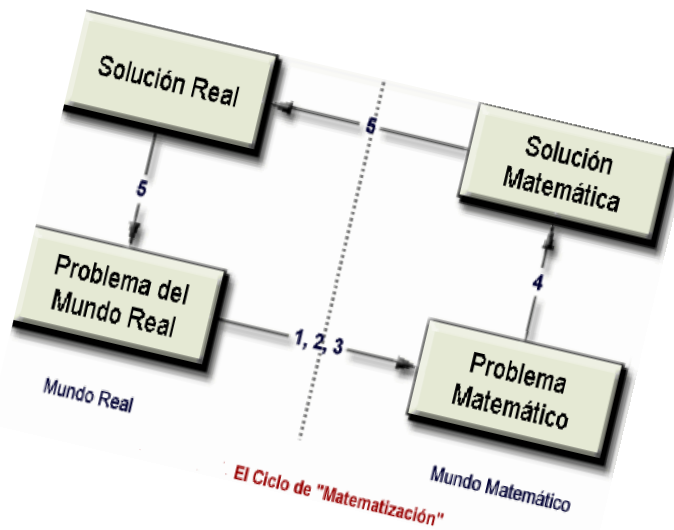 Solución Real
5
Solución
Matemática
5
4
Problema del
Mundo Real
1, 2, 3
Problema
Matemático
Mundo Real
Mundo Matemático
El Ciclo de "Matematización"